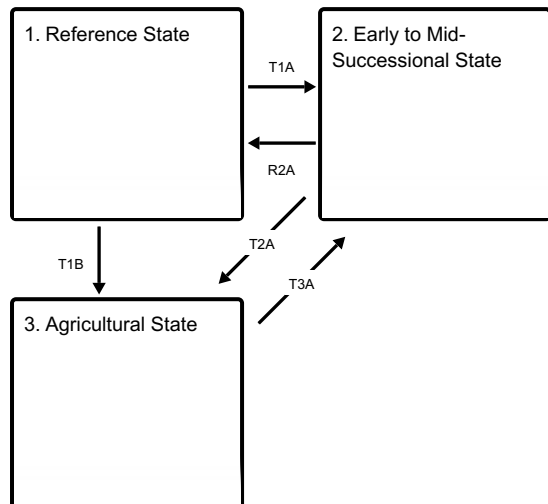 1. Reference State
2. Early to Mid-
Successional State
T1A
R2A
T1B
T2A
T3A
3. Agricultural State